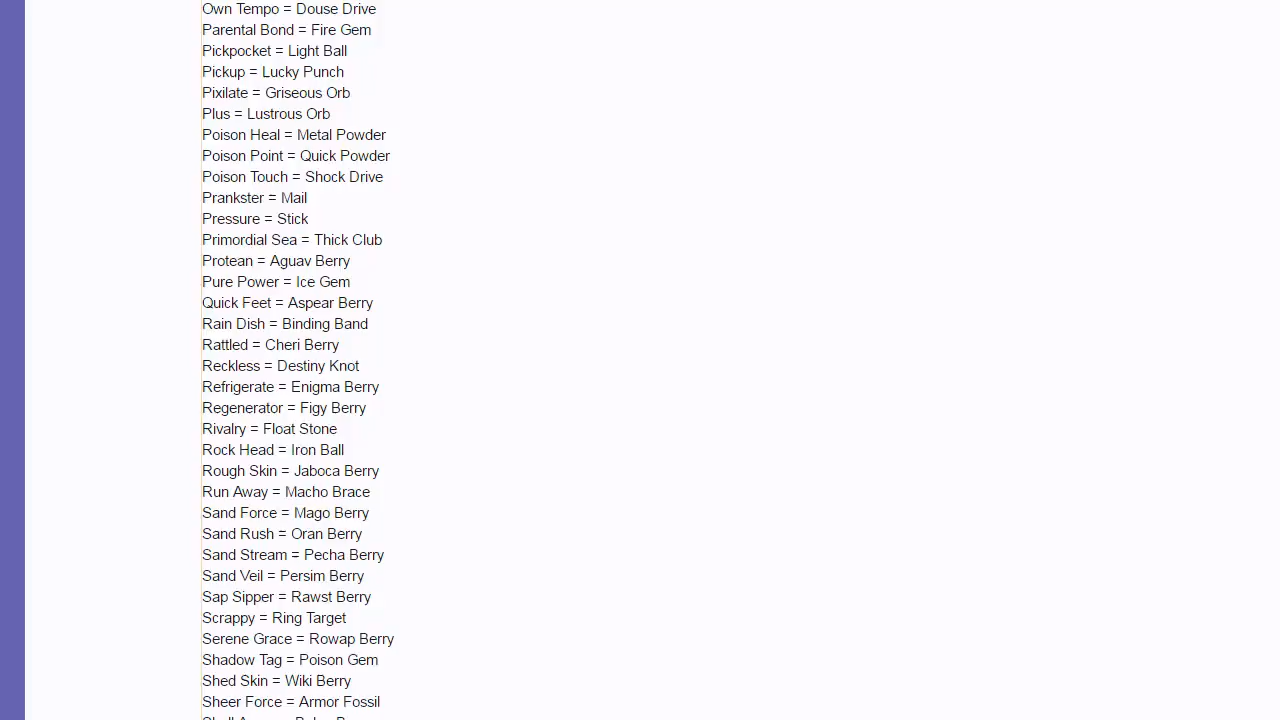 Own Tempo = Douse Drive
Parental Bond = Fire Gem
Pickpocket = Light Ball
Pickup = Lucky Punch
Pixilate = Griseous Orb
Plus = Lustrous Orb
Poison Heal = Metal Powder
Poison Point = Quick Powder
Poison Touch = Shock Drive
Prankster = Mail
Pressure = Stick
Primordial Sea = Thick Club
Protean = Aguav Berry
Pure Power = Ice Gem
Quick Feet = Aspear Berry
Rain Dish = Binding Band
Rattled = Cheri Berry
Reckless = Destiny Knot
Refrigerate = Enigma Berry
Regenerator = Figy Berry
Rivalry = Float Stone
Rock Head = Iron Ball
Rough Skin = Jaboca Berry
Run Away = Macho Brace
Sand Force = Mago Berry
Sand Rush = Oran Berry
Sand Stream = Pecha Berry
Sand Veil = Persim Berry
Sap Sipper = Rawst Berry
Scrappy = Ring Target
Serene Grace = Rowap Berry
Shadow Tag = Poison Gem
Shed Skin = Wiki Berry
Sheer Force = Armor Fossil